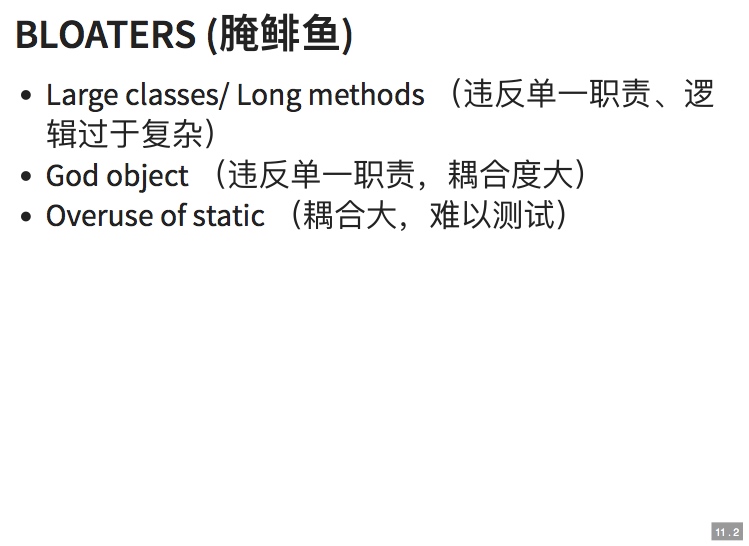 BLOATERS (腌鲱鱼)
• Large classes/ Long methods （违反单一职责、逻
辑过于复杂）
• God object （违反单一职责，耦合度大）
• Overuse of static （耦合大，难以测试）
11.2